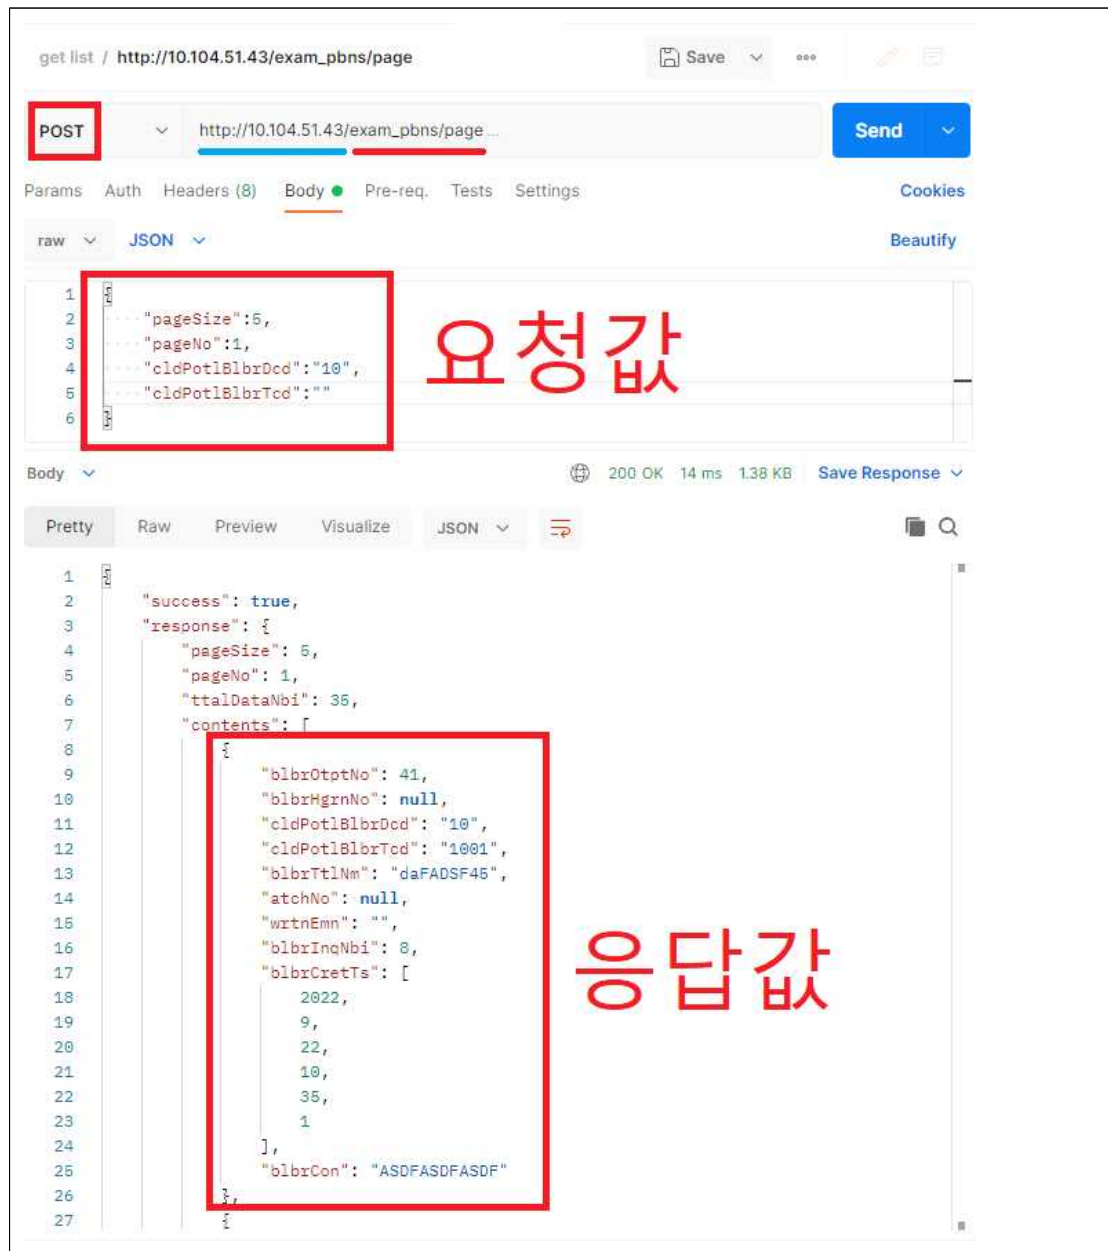 get list / http://10.104.51.43/exam_pbns/page Save
POST http://10.104.51.43/exam_pbns/page ... Send
Params Auth Headers (8) Body Pre-req. Tests Settings Cookies
raw JSON Beautify
1 {
2 "pageSize":5,
3 "pageNo":1,
4 "cldPotlBlbrDcd":"10",
5 "cldPotlBlbrTcd":""
6 }
요청값
Body 200 OK 14 ms 1.38 KB Save Response
Pretty Raw Preview Visualize JSON
1 {
2 "success": true,
3 "response": {
4 "pageSize": 5,
5 "pageNo": 1,
6 "ttalDataNbi": 35,
7 "contents": [
8 {
9 "blbrOtptNo": 41,
10 "blbrHgrnNo": null,
11 "cldPotlBlbrDcd": "10",
12 "cldPotlBlbrTcd": "1001",
13 "blbrTtlNm": "daFADSF45",
14 "atchNo": null,
15 "wrtnEmn": "",
16 "blbrInqNbi": 8,
17 "blbrCretTs": [
18 2022,
19 9,
20 22,
21 10,
22 35,
23 1
24 ],
25 "blbrCon": "ASDFASDFASDF"
26 },
27 {
응답값